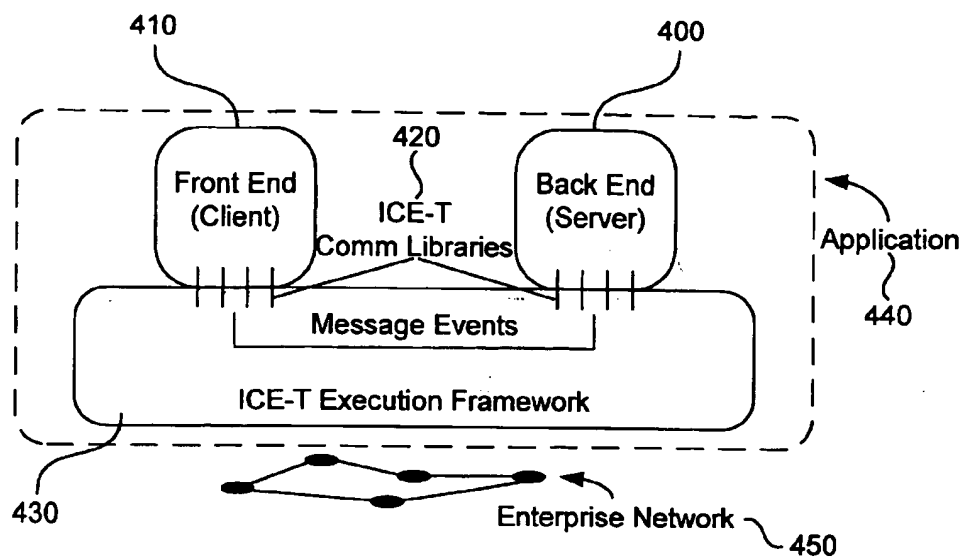 410
400
420
Front End
(Client)
ICE-T
Comm Libraries
Back End
(Server)
Application
440
Message Events
ICE-T Execution Framework
430
Enterprise Network
450